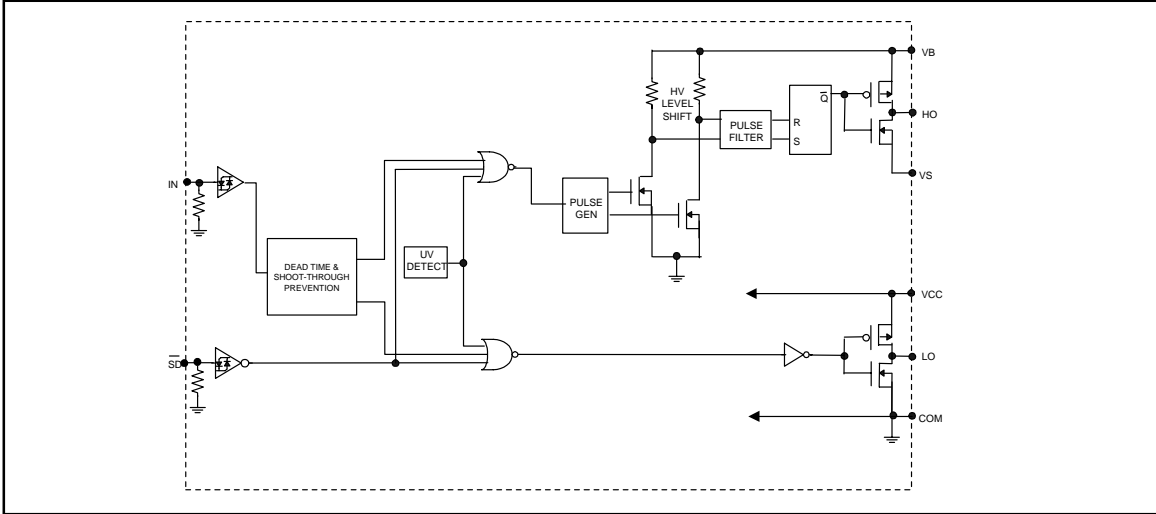 VB
HV
LEVEL
SHIFT
Q̅
HO
PULSE
FILTER
R
S
IN
VS
PULSE
GEN
UV
DETECT
DEAD TIME &
SHOOT-THROUGH
PREVENTION
VCC
S̅D̅
LO
COM